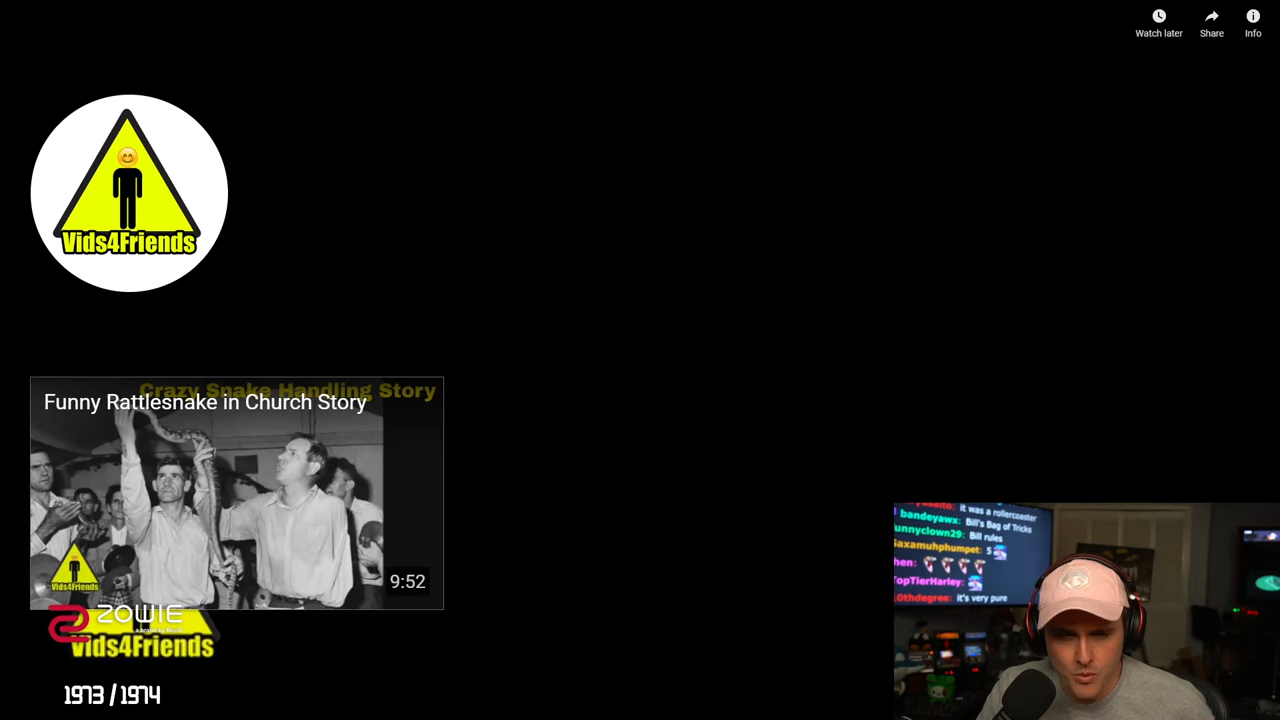 Watch later
Share
Info
Vids4Friends
Crazy Snake Handling Story
Funny Rattlesnake in Church Story
Vids4Friends
9:52
ZOWIE
Vids4Friends
1973 / 1974
it was a rollercoaster
bandeyawx: Bill's Bag of Tricks
unnyclown29: Bill rules
axamuhphumpet: 5
hen:
TopTierHarley:
10thdegree: it's very pure